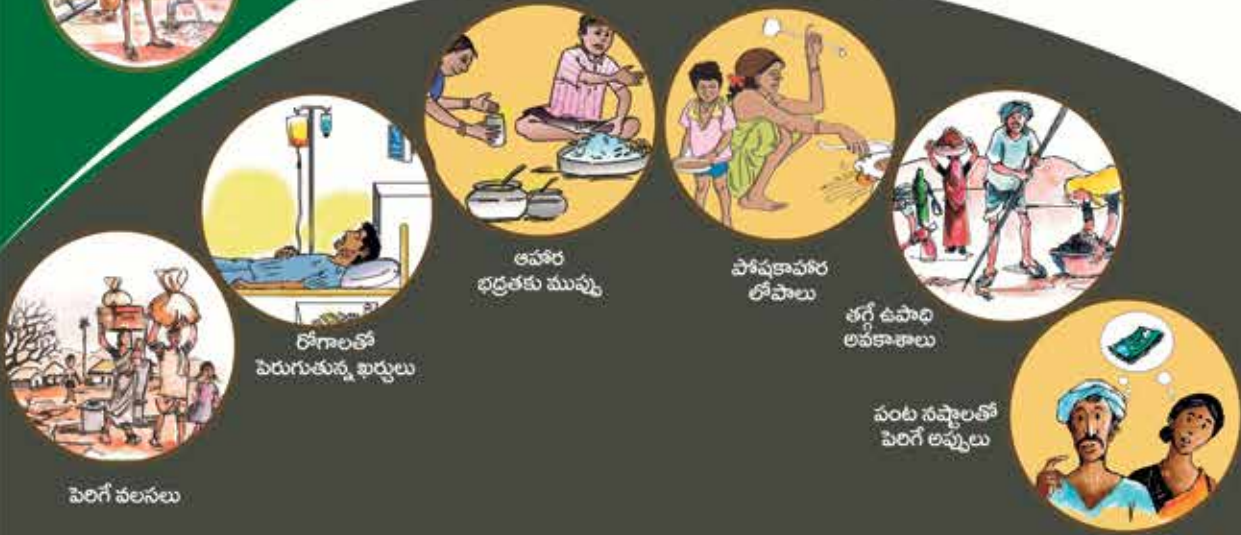 పెరిగే వలసలు
రోగాలతో
పెరుగుతున్న ఖర్చులు
ఆహార
భద్రతకు ముప్పు
పోషకాహార
లోపాలు
తగ్గే ఉపాధి
అవకాశాలు
పంట నష్టాలతో
పెరిగే అప్పులు